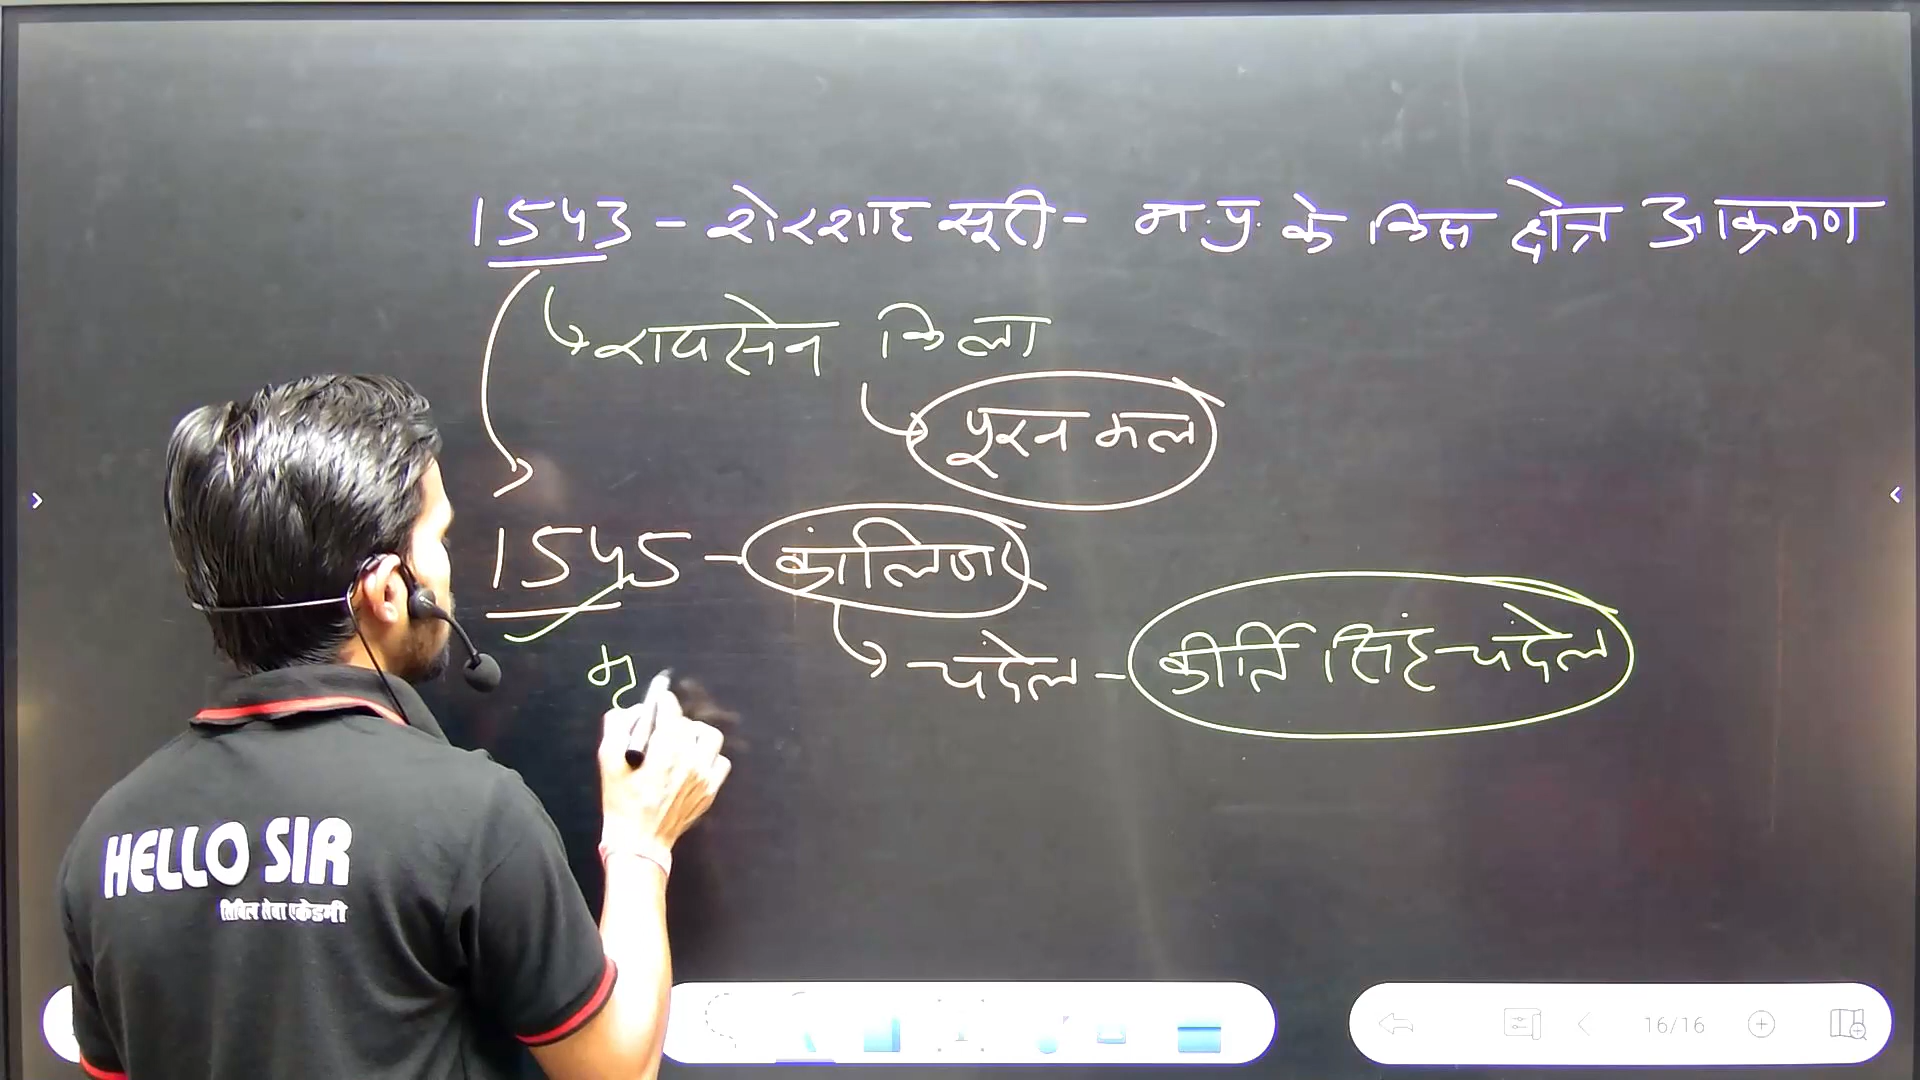 1543 - शेरशाह सूरी - म.प्र. के किस क्षेत्र आक्रमण
रायसेन किला
पूरन मल
1545 - कालिंजर
चंदेल - कीर्ति सिंह चंदेल
मृ
HELLO SIR
सिविल सेवा एकेडमी
16/16